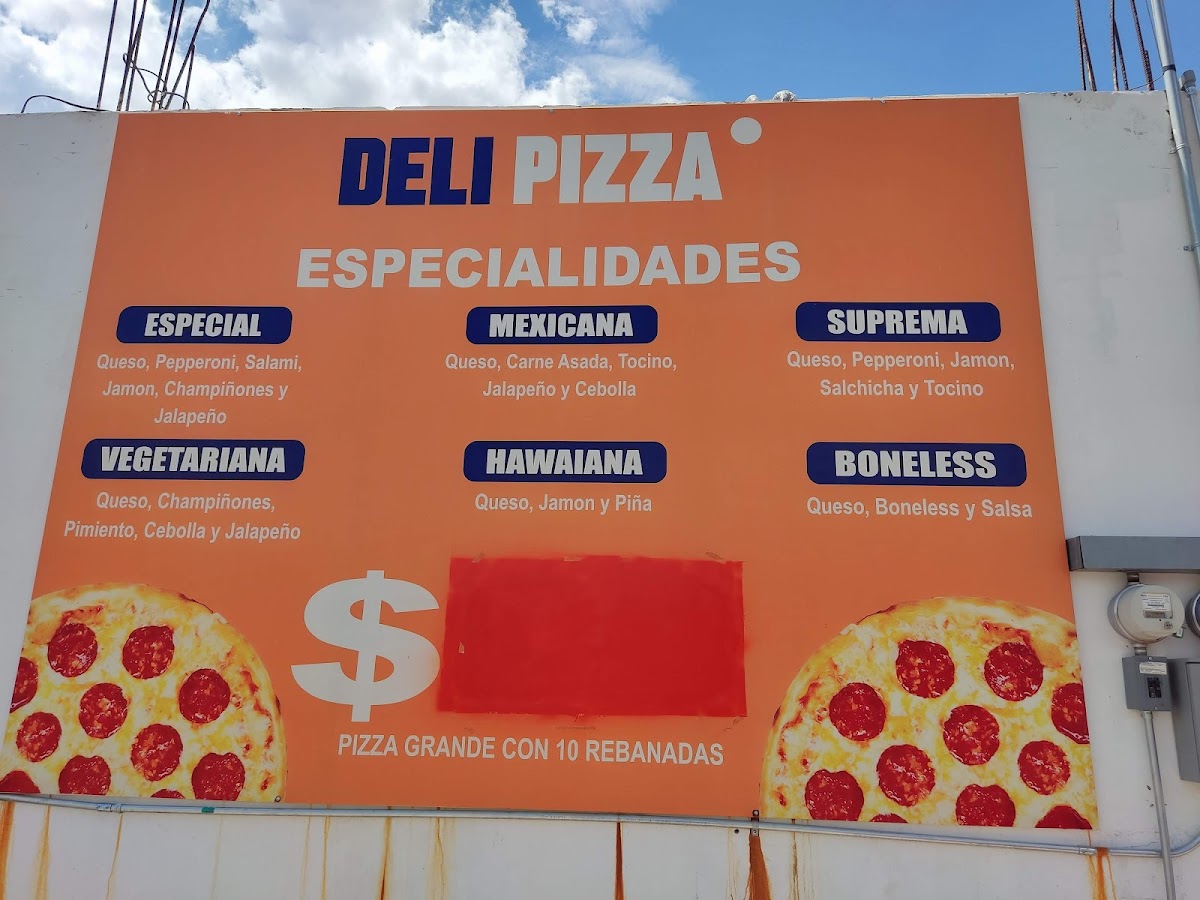 DELI PIZZA
ESPECIALIDADES
ESPECIAL
Queso, Pepperoni, Salami,
Jamon, Champiñones y
Jalapeño
MEXICANA
Queso, Carne Asada, Tocino,
Jalapeño y Cebolla
SUPREMA
Queso, Pepperoni, Jamon,
Salchicha y Tocino
VEGETARIANA
Queso, Champiñones,
Pimiento, Cebolla y Jalapeño
HAWAIANA
Queso, Jamon y Piña
BONELESS
Queso, Boneless y Salsa
$
PIZZA GRANDE CON 10 REBANADAS